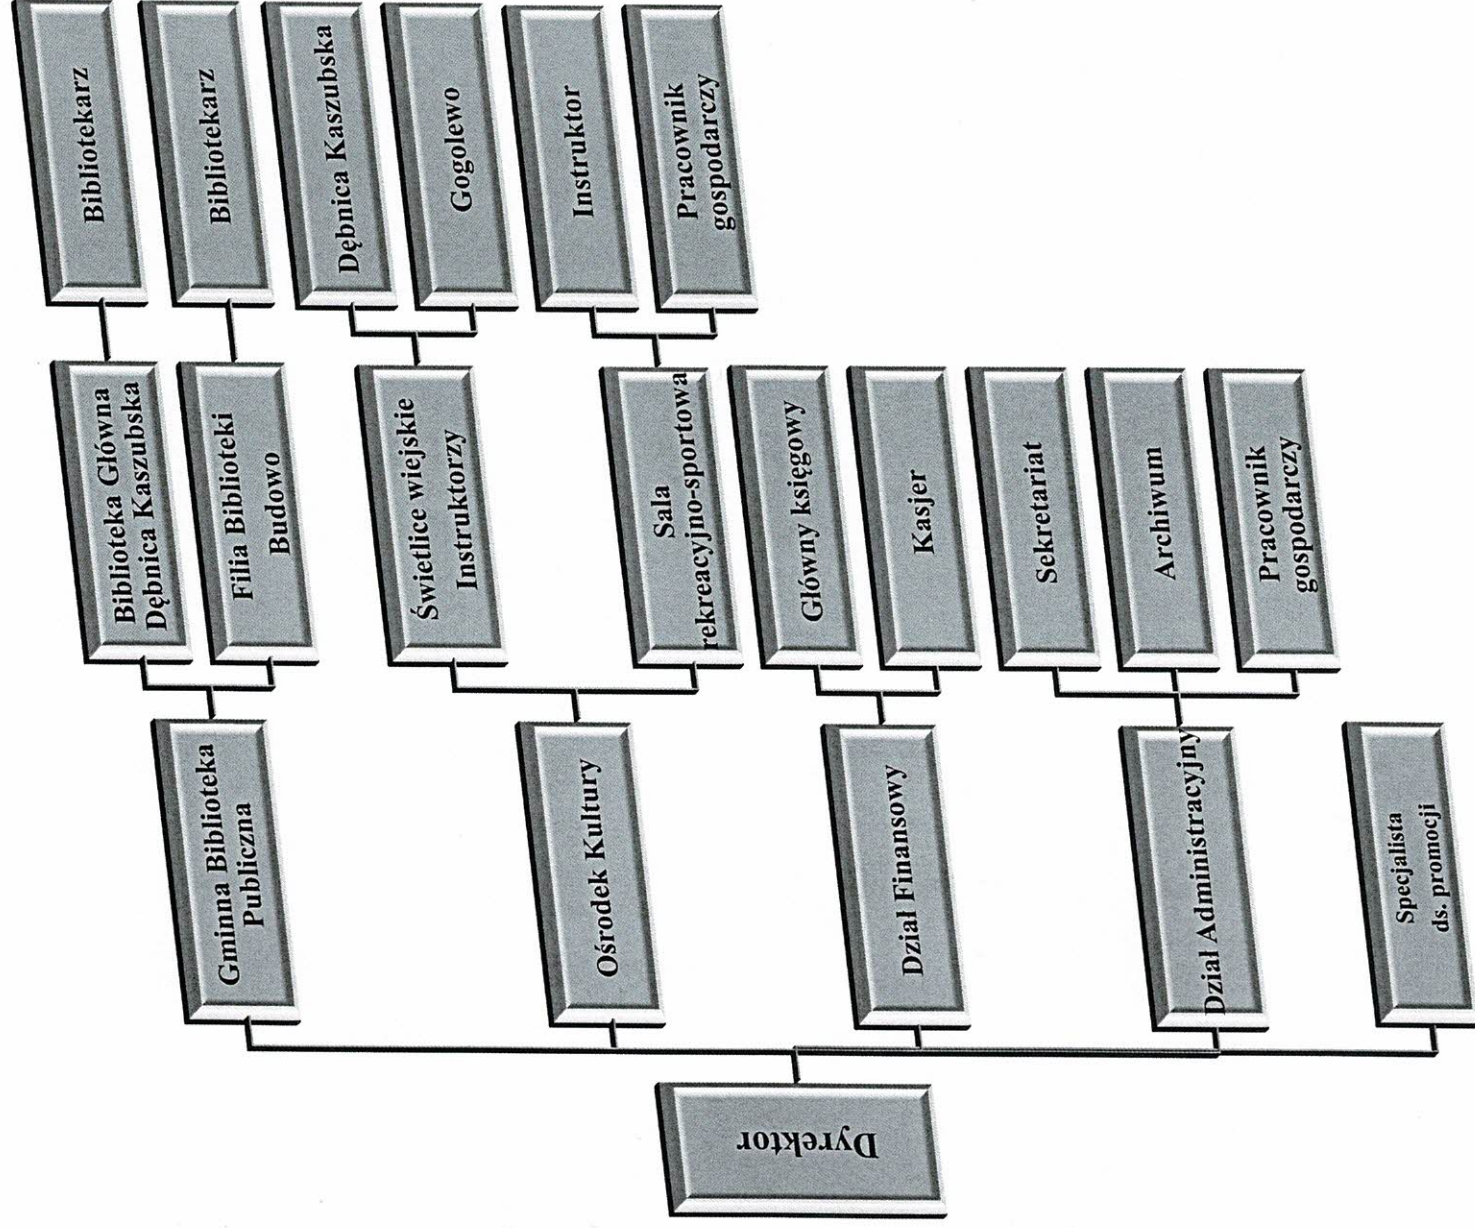 Dyrektor
Gminna Biblioteka
Publiczna
Ośrodek Kultury
Dział Finansowy
Dział Administracyjny
Specjalista
ds. promocji
Biblioteka Główna
Dębnica Kaszubska
Filia Biblioteki
Budowo
Świetlice wiejskie
Instruktorzy
Sala
rekreacyjno-sportowa
Główny księgowy
Kasjer
Sekretariat
Archiwum
Pracownik
gospodarczy
Bibliotekarz
Bibliotekarz
Dębnica Kaszubska
Gogolewo
Instruktor
Pracownik
gospodarczy